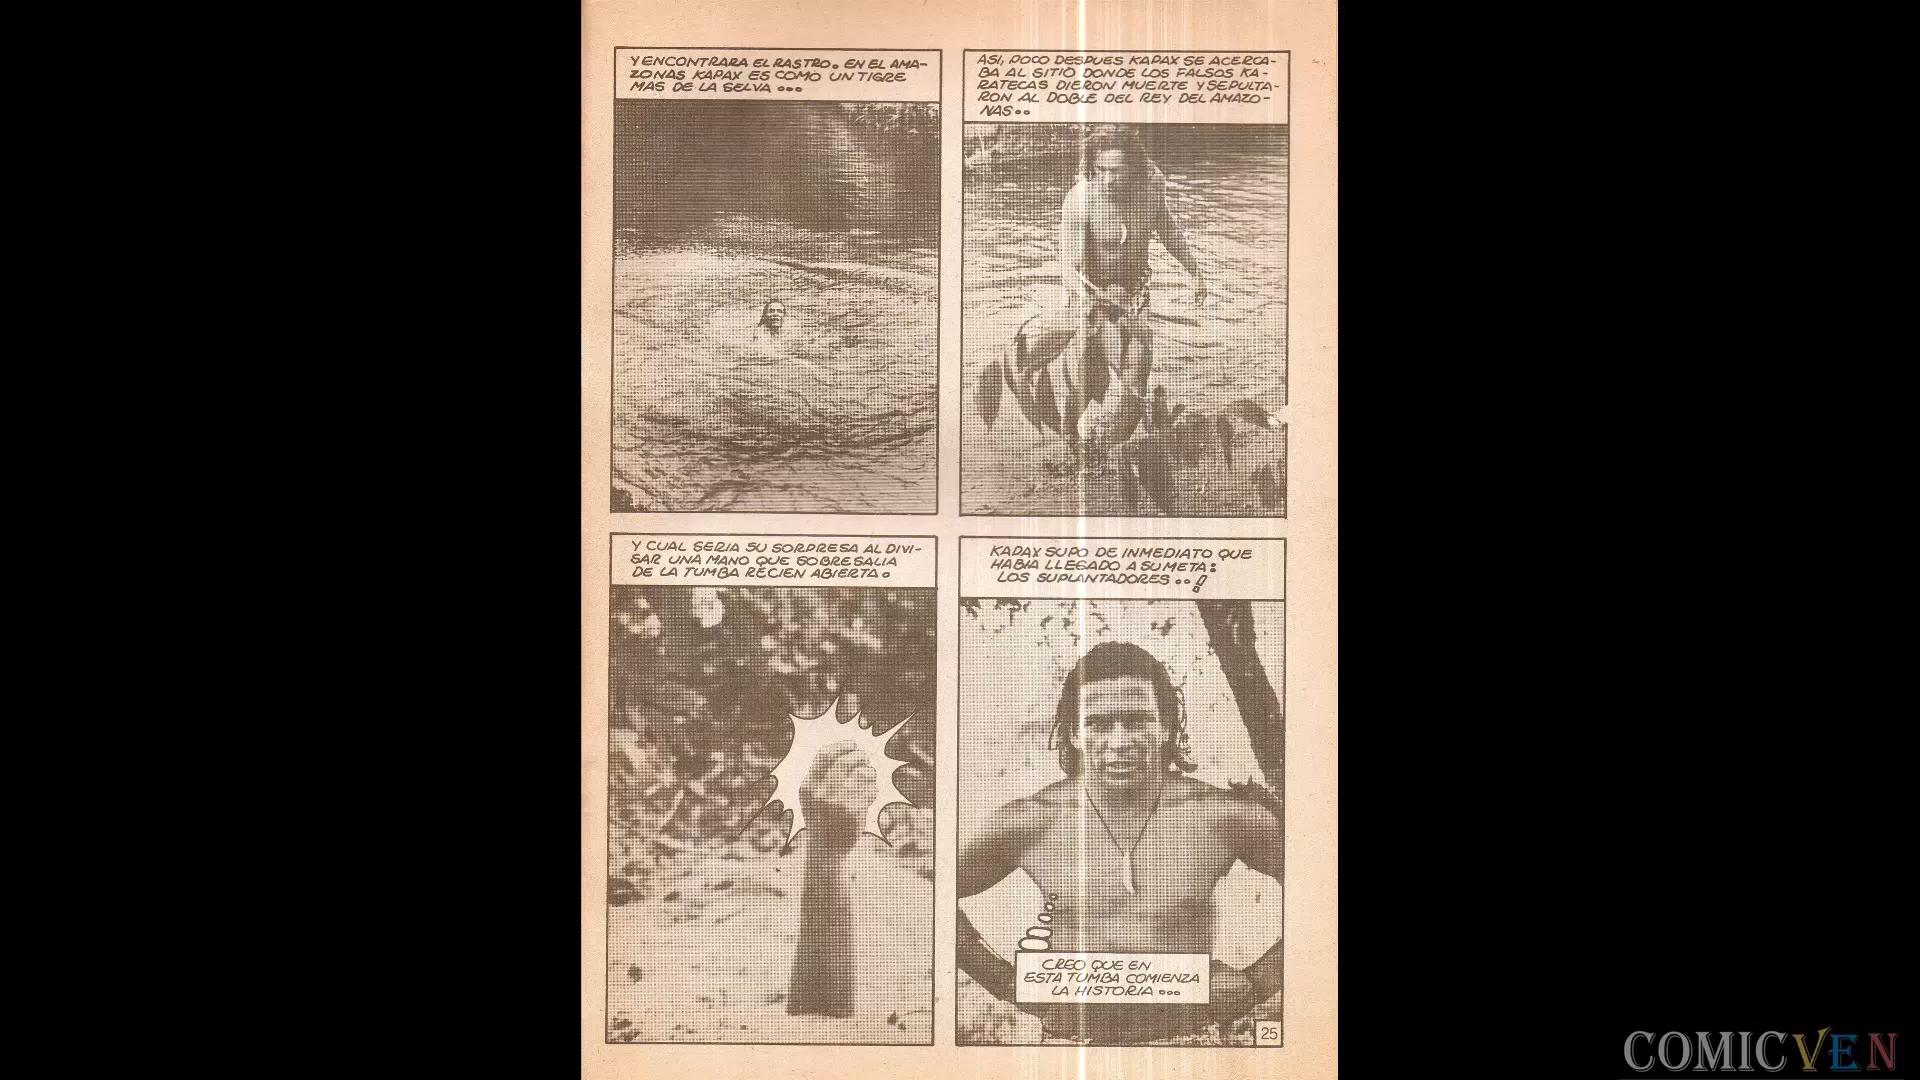 Y ENCONTRARA EL RASTRO. EN EL AMA-
ZONAS KAPAX ES COMO UN TIGRE
MAS DE LA SELVA ...
ASI, POCO DESPUES KAPAX SE ACERCA-
BA AL SITIO DONDE LOS FALSOS KA-
RATECAS DIERON MUERTE Y SEPULTA-
RON AL DOBLE DEL REY DEL AMAZO-
NAS..
Y CUAL SERIA SU SORPRESA AL DIVI-
SAR UNA MANO QUE SOBRESALIA
DE LA TUMBA RECIEN ABIERTA.
KAPAX SUPO DE INMEDIATO QUE
HABIA LLEGADO A SU META:
LOS SUPLANTADORES ..!
CREO QUE EN
ESTA TUMBA COMIENZA
LA HISTORIA ...
25
COMICVEN